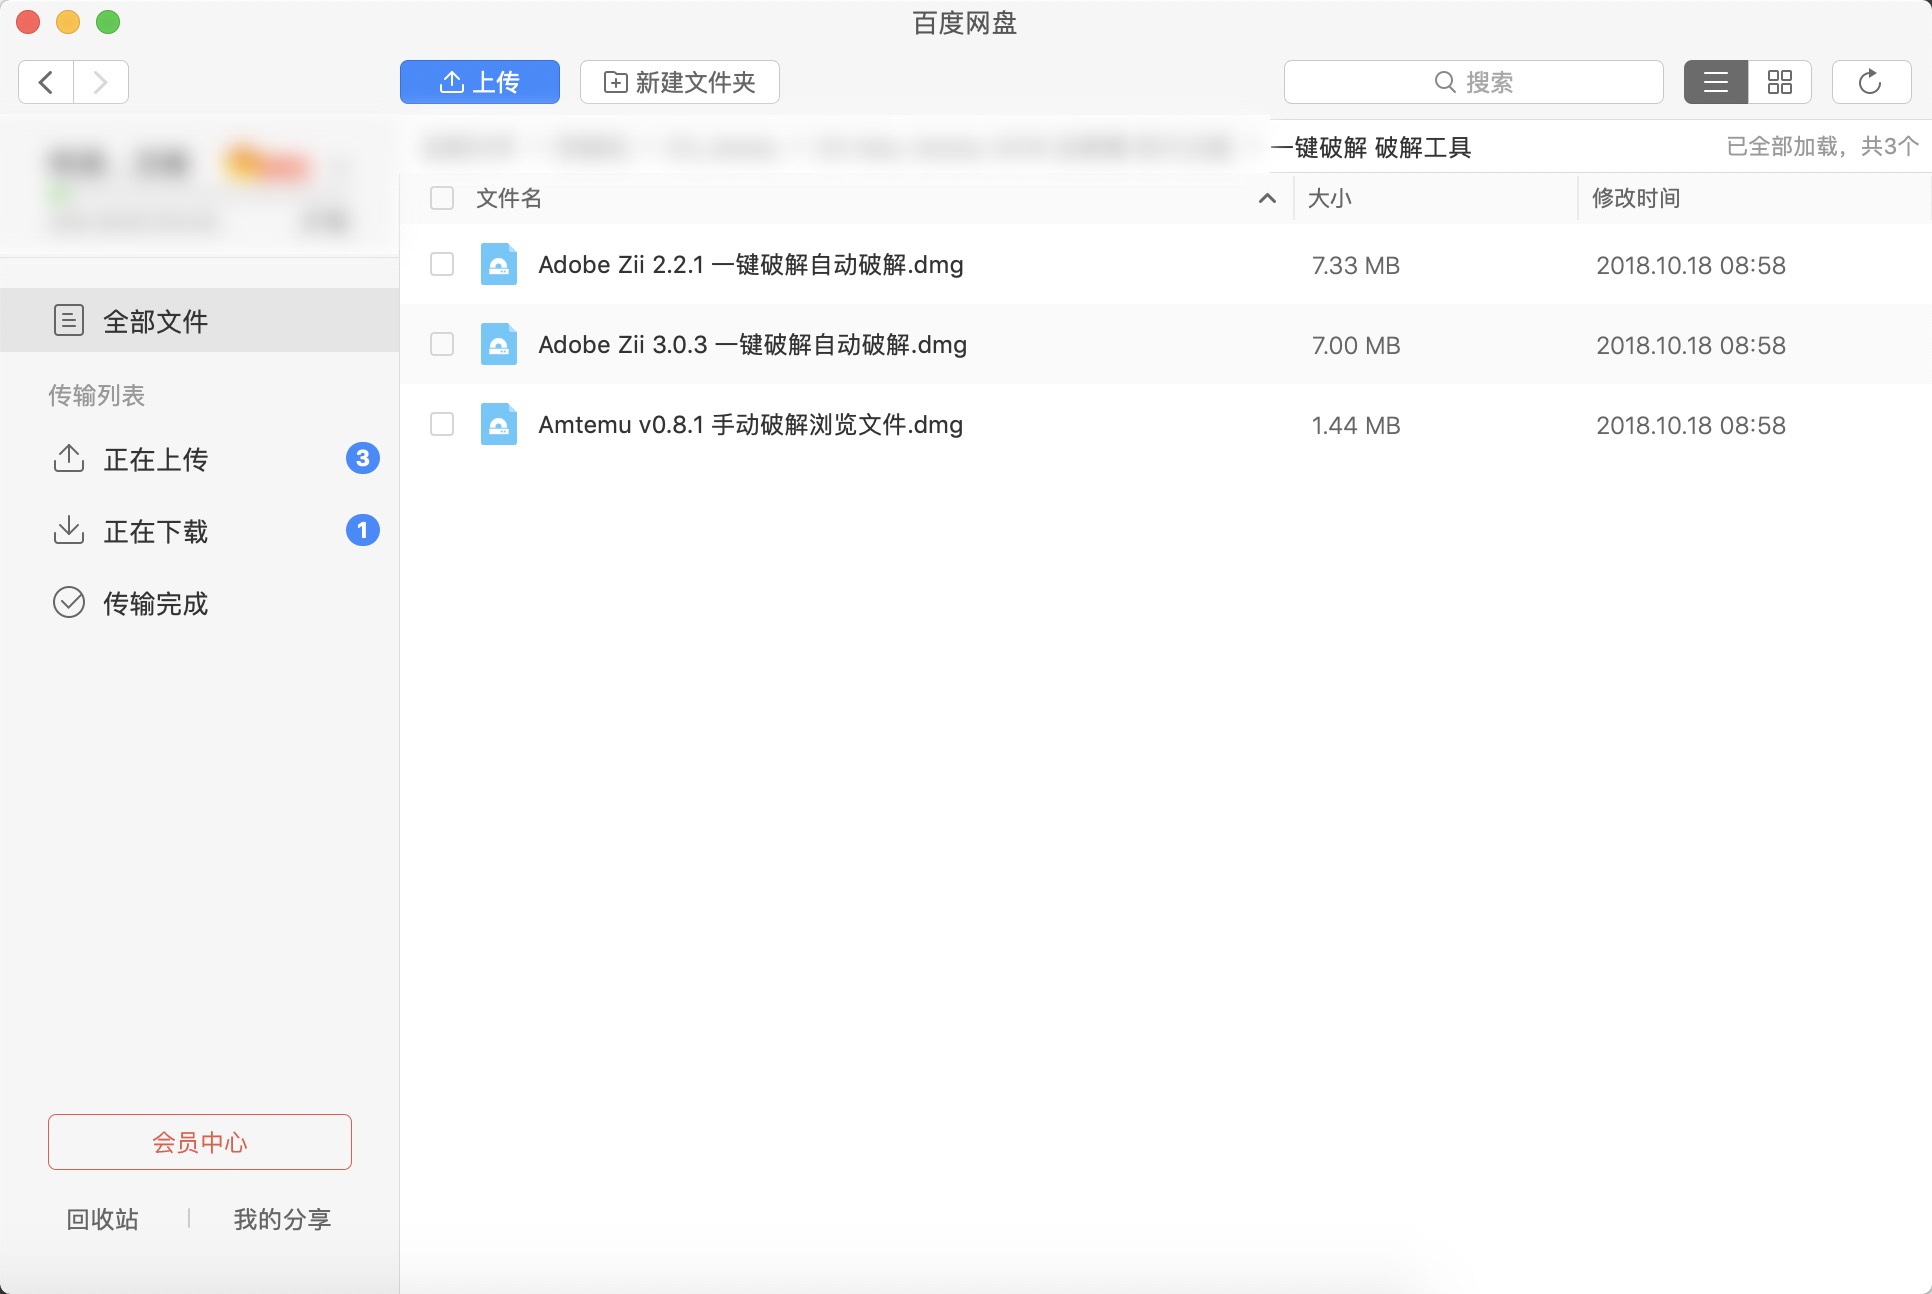 百度网盘
上传
新建文件夹
搜索
一键破解 破解工具
已全部加载，共3个
文件名
大小
修改时间
Adobe Zii 2.2.1 一键破解自动破解.dmg
7.33 MB
2018.10.18 08:58
Adobe Zii 3.0.3 一键破解自动破解.dmg
7.00 MB
2018.10.18 08:58
Amtemu v0.8.1 手动破解浏览文件.dmg
1.44 MB
2018.10.18 08:58
全部文件
传输列表
正在上传
3
正在下载
1
传输完成
会员中心
回收站
我的分享